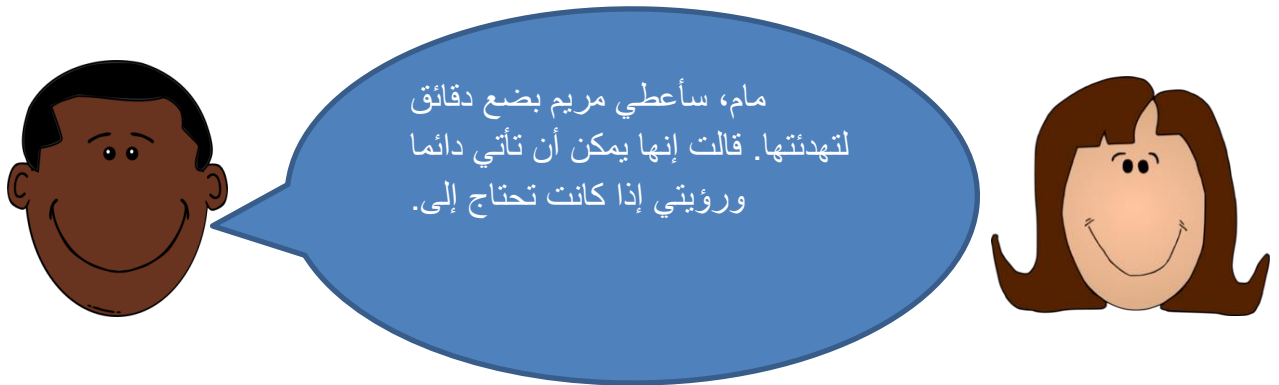 مام، سأعطي مريم بضع دقائق
لتهدئتها. قالت إنها يمكن أن تأتي دائما
ورؤيتي إذا كانت تحتاج إلى.